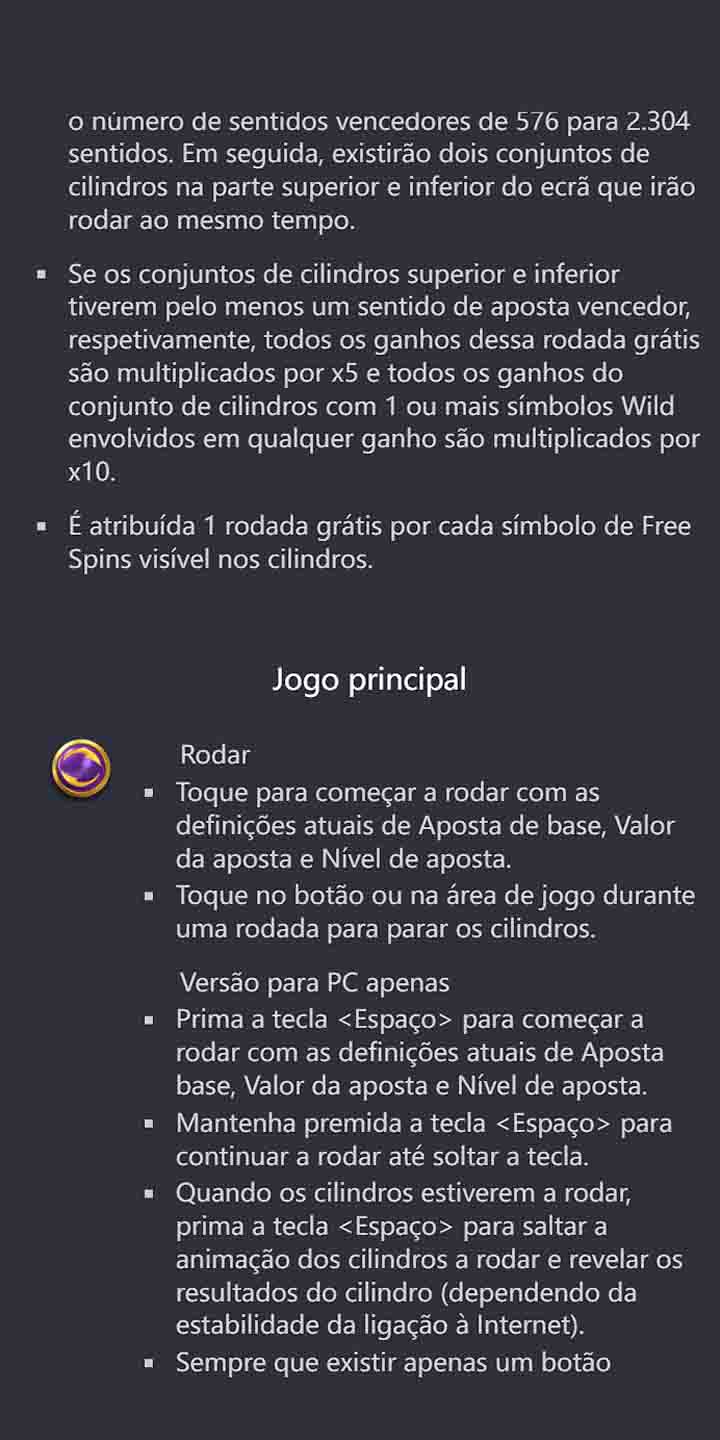 o número de sentidos vencedores de 576 para 2.304
sentidos. Em seguida, existirão dois conjuntos de
cilindros na parte superior e inferior do ecrã que irão
rodar ao mesmo tempo.
▪ Se os conjuntos de cilindros superior e inferior
tiverem pelo menos um sentido de aposta vencedor,
respetivamente, todos os ganhos dessa rodada grátis
são multiplicados por x5 e todos os ganhos do
conjunto de cilindros com 1 ou mais símbolos Wild
envolvidos em qualquer ganho são multiplicados por
x10.
▪ É atribuída 1 rodada grátis por cada símbolo de Free
Spins visível nos cilindros.
Jogo principal
Rodar
▪ Toque para começar a rodar com as
definições atuais de Aposta de base, Valor
da aposta e Nível de aposta.
▪ Toque no botão ou na área de jogo durante
uma rodada para parar os cilindros.
Versão para PC apenas
▪ Prima a tecla <Espaço> para começar a
rodar com as definições atuais de Aposta
base, Valor da aposta e Nível de aposta.
▪ Mantenha premida a tecla <Espaço> para
continuar a rodar até soltar a tecla.
▪ Quando os cilindros estiverem a rodar,
prima a tecla <Espaço> para saltar a
animação dos cilindros a rodar e revelar os
resultados do cilindro (dependendo da
estabilidade da ligação à Internet).
▪ Sempre que existir apenas um botão